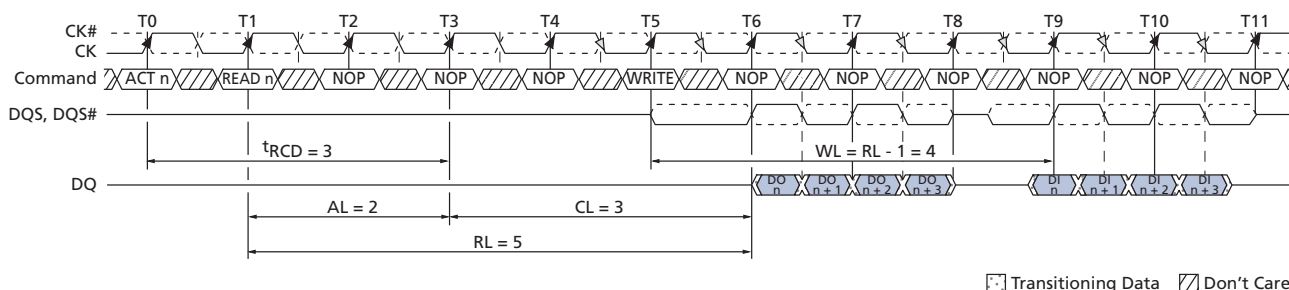 T0 T1 T2 T3 T4 T5 T6 T7 T8 T9 T10 T11
CK#
CK
Command ACT n READ n NOP NOP NOP WRITE NOP NOP NOP NOP NOP NOP
DQS, DQS#
tRCD = 3 WL = RL - 1 = 4
DQ DO n DO n + 1 DO n + 2 DO n + 3 DI n DI n + 1 DI n + 2 DI n + 3
AL = 2 CL = 3
RL = 5
Transitioning Data Don't Care